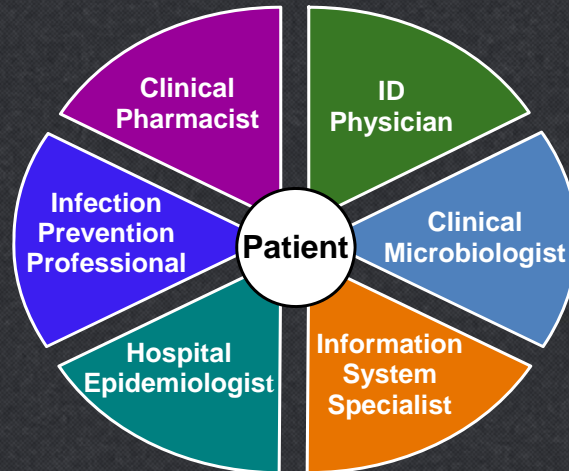 Clinical
Pharmacist
ID
Physician
Infection
Prevention
Professional
Patient
Clinical
Microbiologist
Hospital
Epidemiologist
Information
System
Specialist